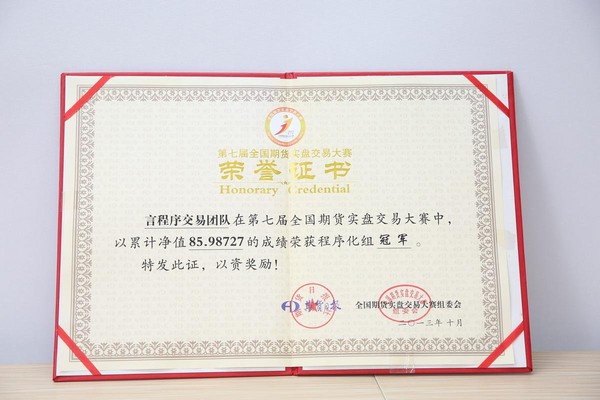 第七届全国期货实盘交易大赛
荣誉证书
Honorary Credential
言程序交易团队在第七届全国期货实盘交易大赛中，
以累计净值85.98727的成绩荣获程序化组冠军。
特发此证，以资奖励！
期货日报
全国期货实盘交易大赛组委会
二〇一三年十月